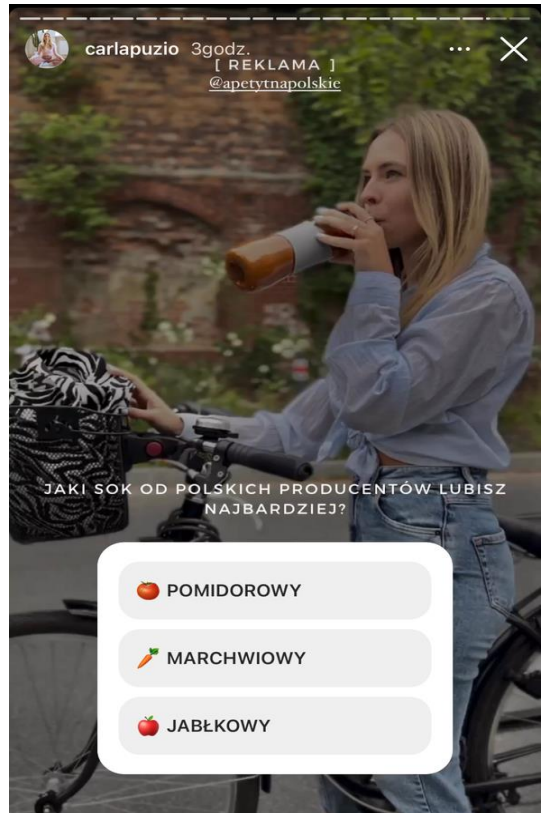 carlapuzio 3godz.
[ REKLAMA ]
@apetytnapolskie
JAKI SOK OD POLSKICH PRODUCENTÓW LUBISZ
NAJBARDZIEJ?
🍅 POMIDOROWY
🥕 MARCHWIOWY
🍎 JABŁKOWY